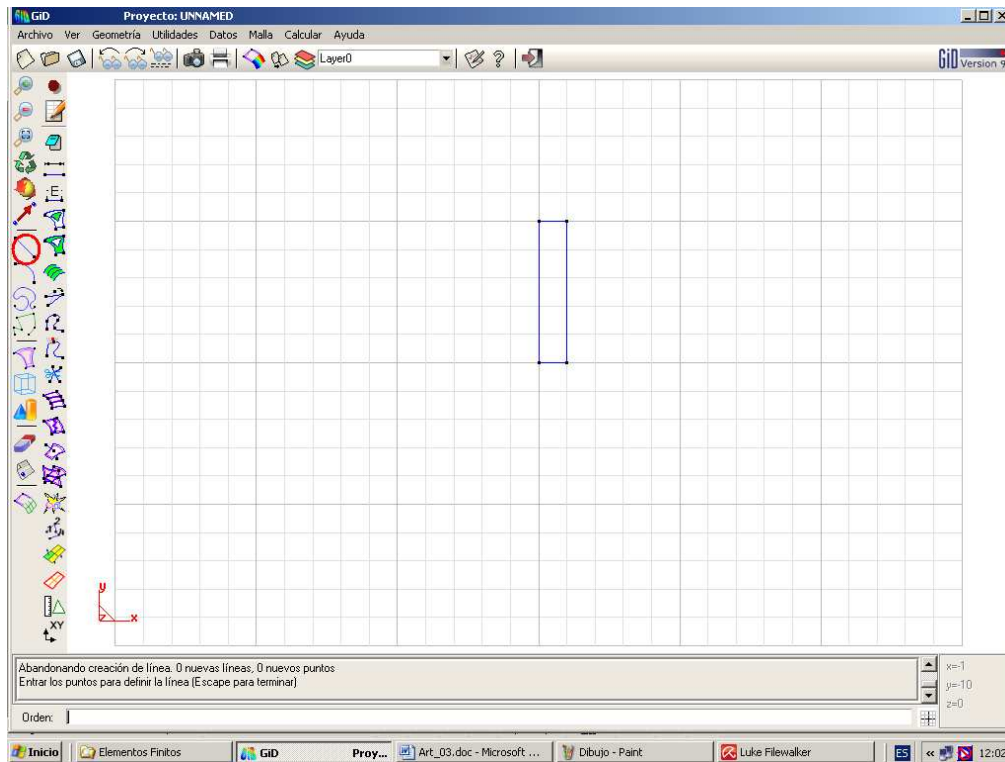 GiD Proyecto: UNNAMED
Archivo Ver Geometría Utilidades Datos Malla Calcular Ayuda
Layer0
GiD Version 9
E
2
XY
y
z x
Abandonando creación de línea. 0 nuevas líneas, 0 nuevos puntos
Entrar los puntos para definir la línea (Escape para terminar)
x=-1
y=-10
z=0
Orden:
Inicio Elementos Finitos GiD Proy... Art_03.doc - Microsoft ... Dibujo - Paint Luke Filewalker ES « 12:02